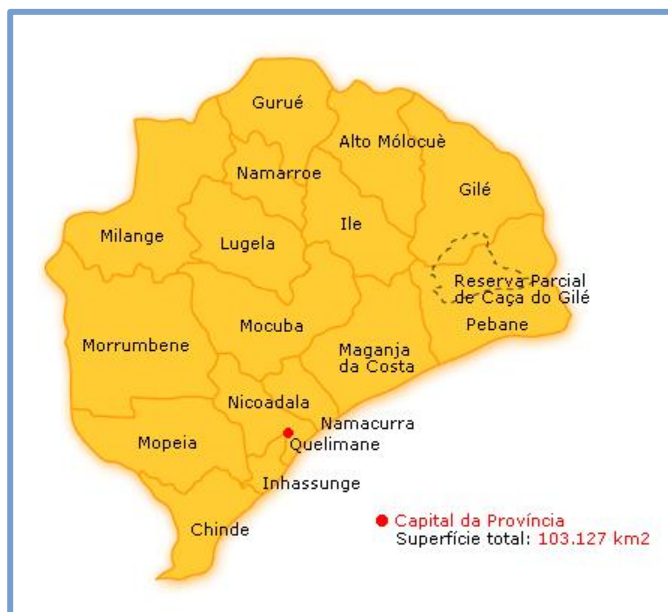 Gurué
Alto Mólocuè
Namarroe
Gilé
Ile
Milange
Lugela
Reserva Parcial
de Caça do Gilé
Mocuba
Pebane
Morrumbene
Maganja
da Costa
Nicoadala
Namacurra
Mopeia
Quelimane
Inhassunge
Chinde
Capital da Província
Superfície total: 103.127 km2